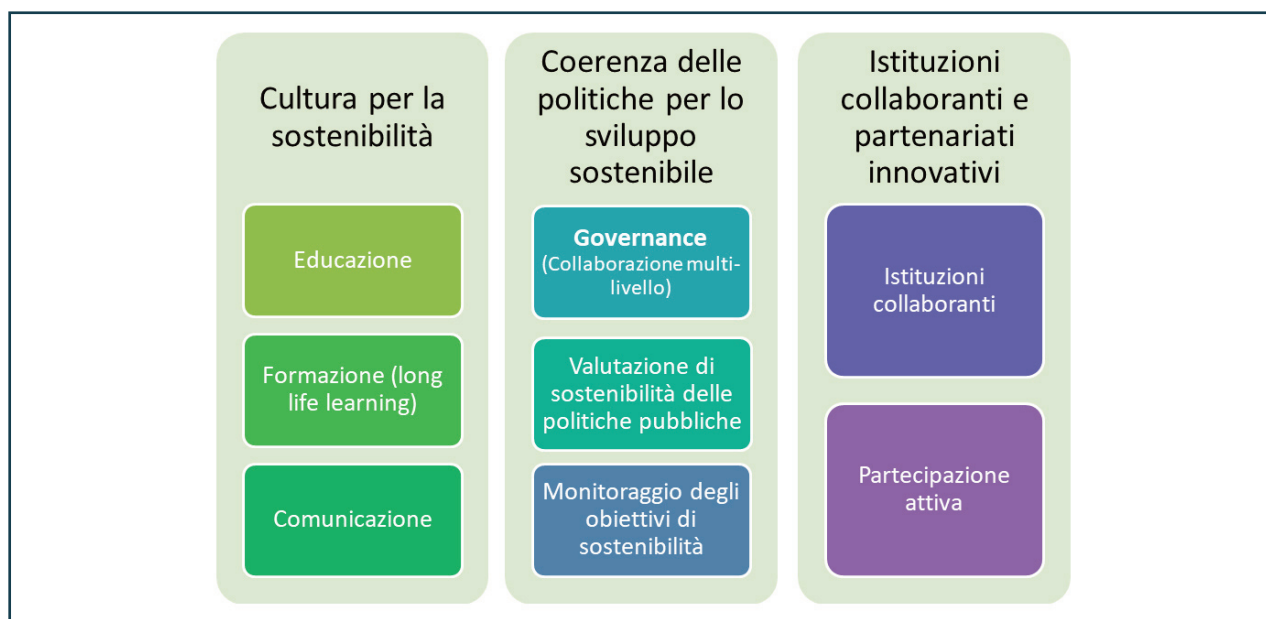 Cultura per la
sostenibilità
Educazione
Formazione (long
life learning)
Comunicazione
Coerenza delle
politiche per lo
sviluppo
sostenibile
Governance
(Collaborazione multi-
livello)
Valutazione di
sostenibilità delle
politiche pubbliche
Monitoraggio degli
obiettivi di
sostenibilità
Istituzioni
collaboranti e
partenariati
innovativi
Istituzioni
collaboranti
Partecipazione
attiva